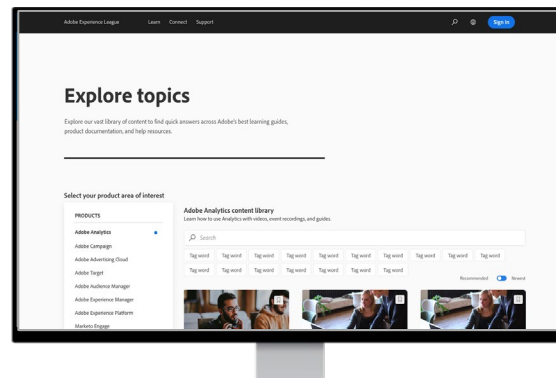 Adobe Experience League Learn Connect Support Sign in
Explore topics
Explore our vast library of content to find quick answers across Adobe's best learning guides,
product documentation, and help resources.
Select your product area of interest
PRODUCTS
Adobe Analytics
Adobe Campaign
Adobe Advertising Cloud
Adobe Target
Adobe Audience Manager
Adobe Experience Manager
Adobe Experience Platform
Marketo Engage
Adobe Analytics content library
Learn how to use Analytics with videos, event recordings, and guides.
Search
Tag word Tag word Tag word Tag word Tag word Tag word Tag word Tag word Tag word Tag word
Tag word Tag word Tag word Tag word Tag word Tag word Tag word
Recommended Newest